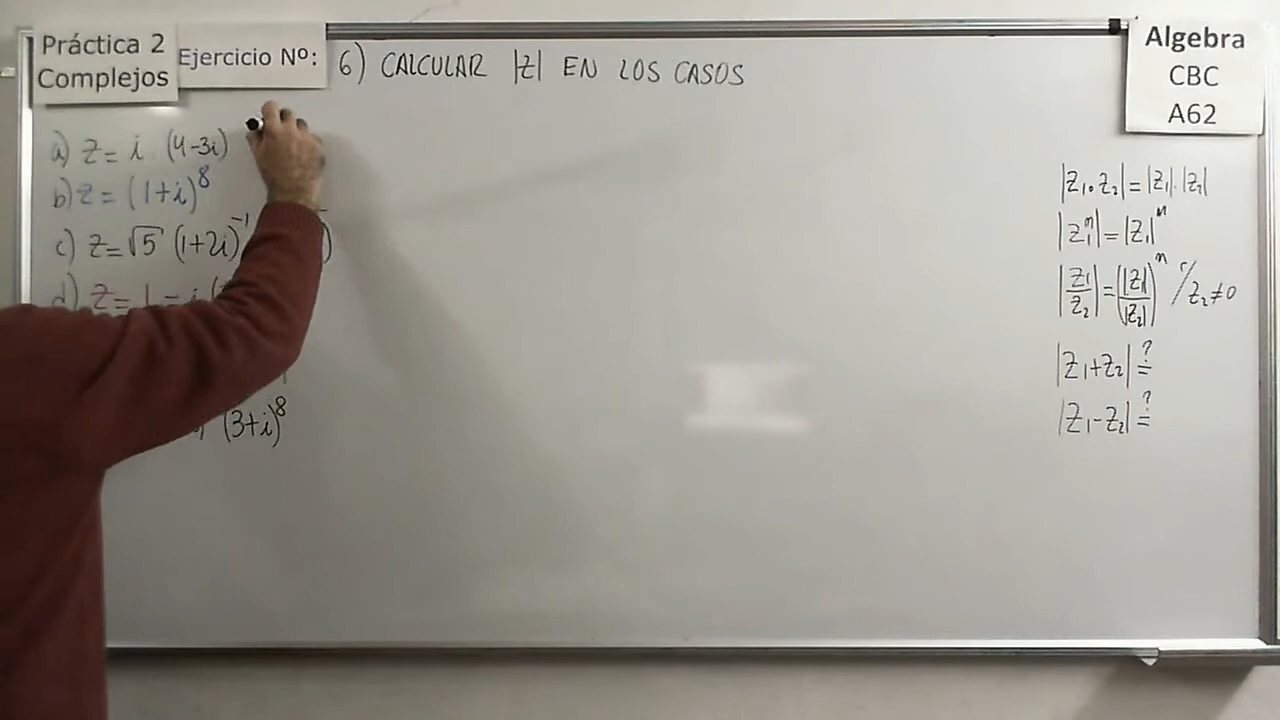 Práctica 2
Complejos
Ejercicio Nº:
6) CALCULAR |Z| EN LOS CASOS
Algebra
CBC
A62
a) Z = i (4-3i)
b) Z = (1+i)^8
c) Z = √5 (1+2i)^-1 )
d) Z = 1 - i (
(3+i)^8
|Z1.Z2| = |Z1|.|Z2|
|Z1^n| = |Z1|^n
|Z1/Z2| = (|Z1|/|Z2|)^n / Z2≠0
|Z1+Z2| ?=
|Z1-Z2| ?=